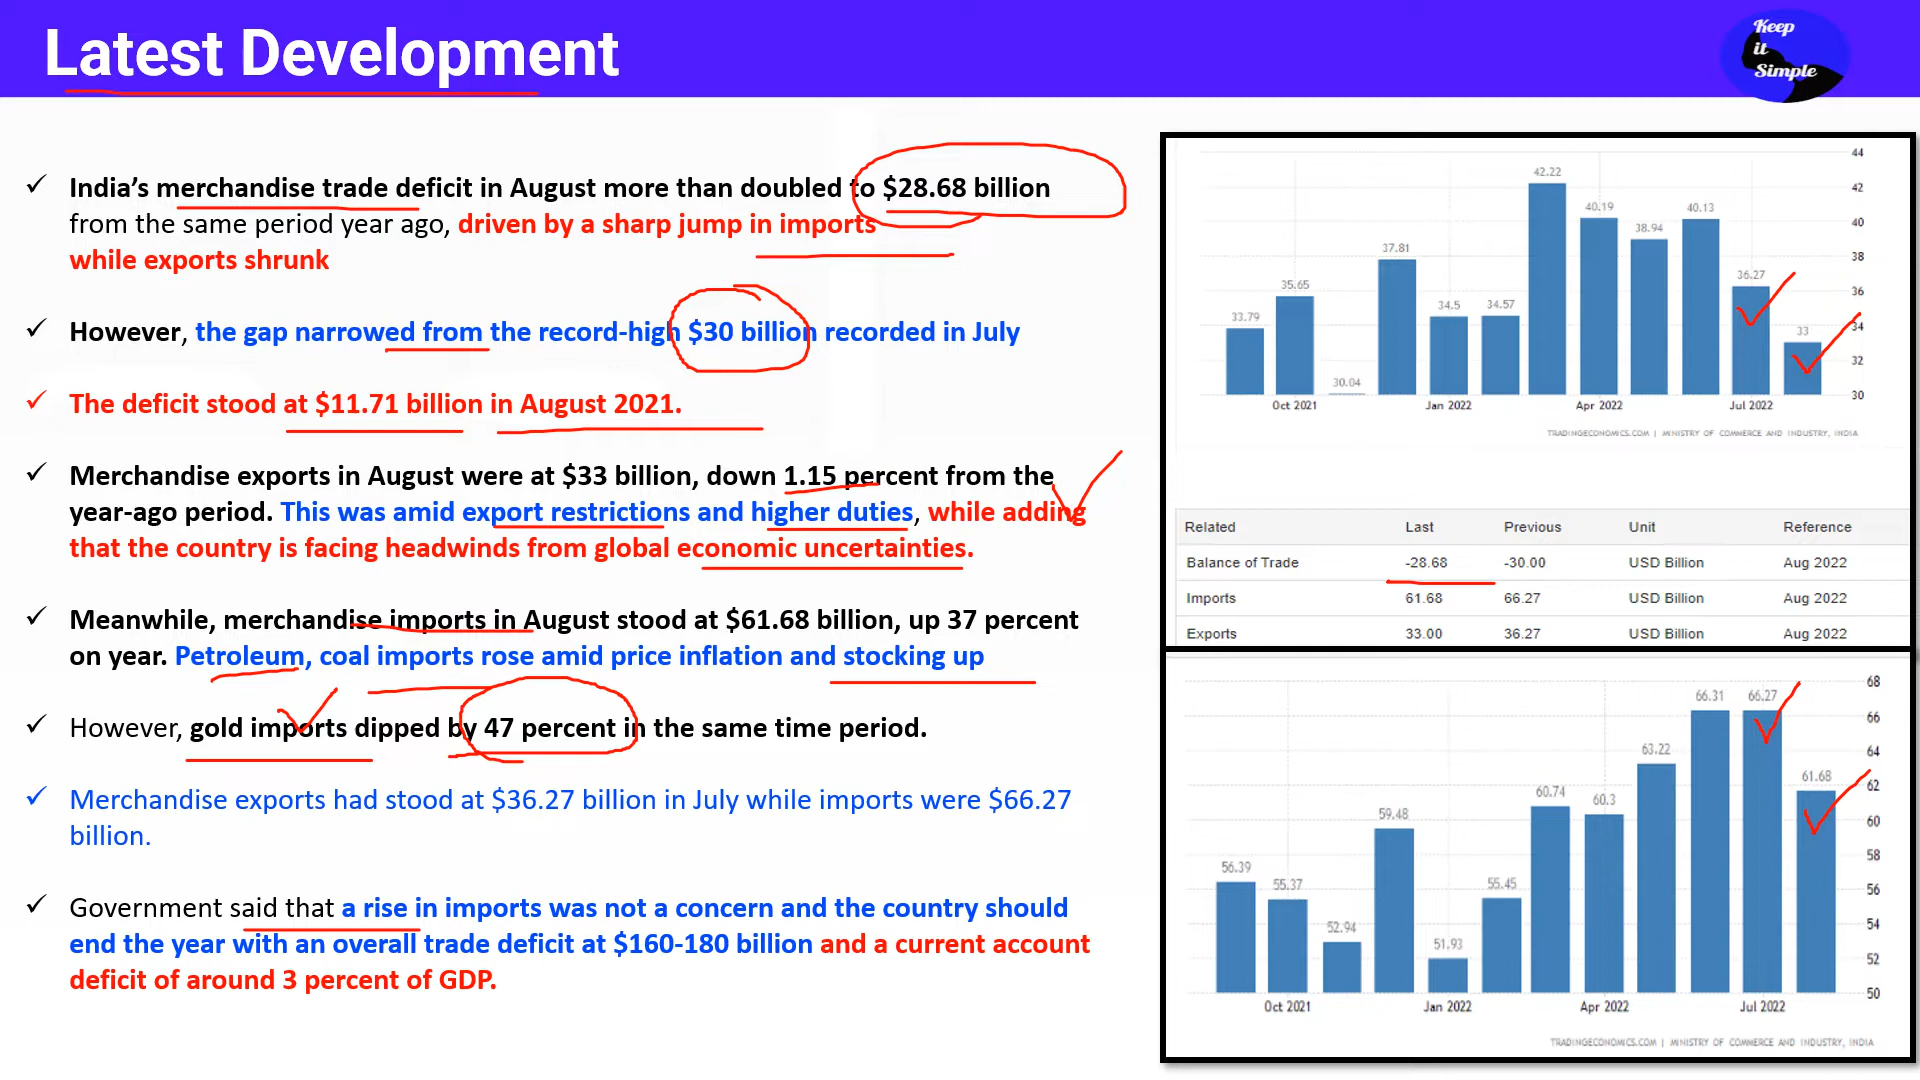 Latest Development
Keep
it
Simple
✓ India's merchandise trade deficit in August more than doubled to $28.68 billion
from the same period year ago, driven by a sharp jump in imports
while exports shrunk
✓ However, the gap narrowed from the record-high $30 billion recorded in July
✓ The deficit stood at $11.71 billion in August 2021.
✓ Merchandise exports in August were at $33 billion, down 1.15 percent from the
year-ago period. This was amid export restrictions and higher duties, while adding
that the country is facing headwinds from global economic uncertainties.
✓ Meanwhile, merchandise imports in August stood at $61.68 billion, up 37 percent
on year. Petroleum, coal imports rose amid price inflation and stocking up
✓ However, gold imports dipped by 47 percent in the same time period.
✓ Merchandise exports had stood at $36.27 billion in July while imports were $66.27
billion.
✓ Government said that a rise in imports was not a concern and the country should
end the year with an overall trade deficit at $160-180 billion and a current account
deficit of around 3 percent of GDP.
44
42.22
42
40.19 40.13
40
38.94
37.81
38
36.27
35.65
36
34.5 34.57
34
33.79
33
32
30.04
30
Oct 2021 Jan 2022 Apr 2022 Jul 2022
TRADINGECONOMICS.COM | MINISTRY OF COMMERCE AND INDUSTRY, INDIA
Related Last Previous Unit Reference
Balance of Trade -28.68 -30.00 USD Billion Aug 2022
Imports 61.68 66.27 USD Billion Aug 2022
Exports 33.00 36.27 USD Billion Aug 2022
68
66.31 66.27
66
64
63.22
61.68
62
60.74 60.3
60
59.48
58
56.39
56
55.37 55.45
54
52.94
52
51.93
50
Oct 2021 Jan 2022 Apr 2022 Jul 2022
TRADINGECONOMICS.COM | MINISTRY OF COMMERCE AND INDUSTRY, INDIA